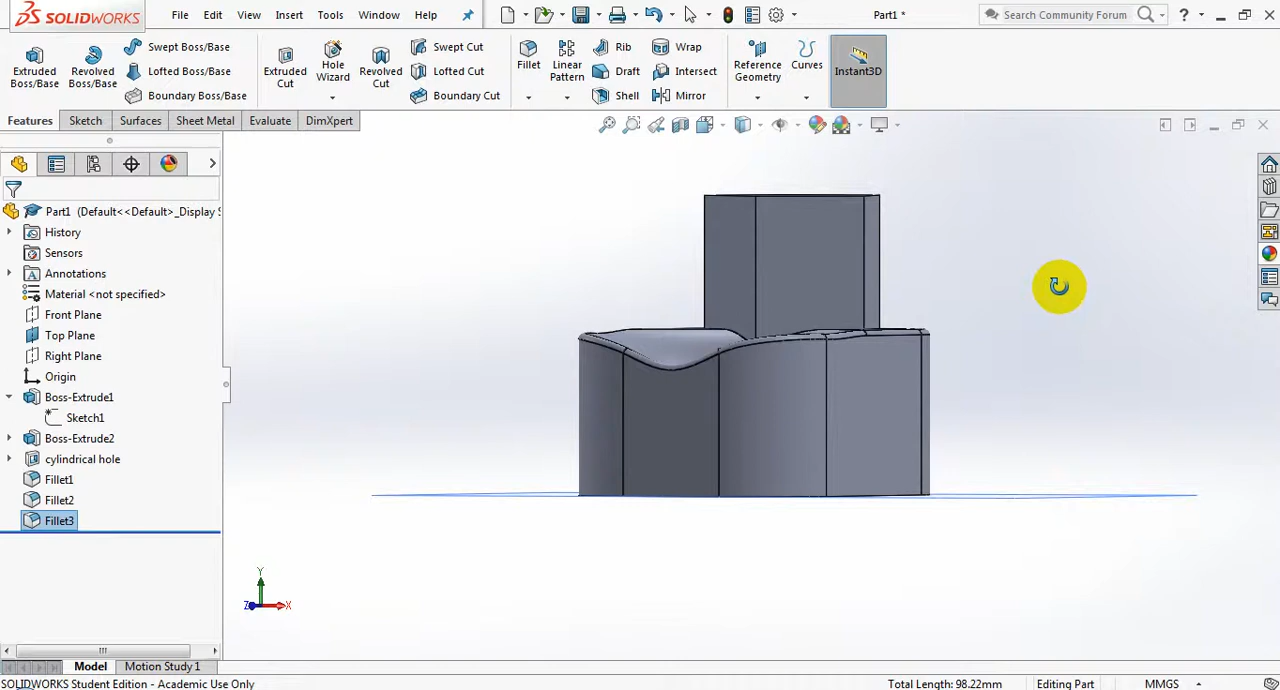 SOLIDWORKS File Edit View Insert Tools Window Help Part1 * Search Community Forum ?
Extruded Boss/Base
Revolved Boss/Base
Swept Boss/Base
Lofted Boss/Base
Boundary Boss/Base
Extruded Cut
Hole Wizard
Revolved Cut
Swept Cut
Lofted Cut
Boundary Cut
Fillet
Linear Pattern
Rib
Draft
Shell
Wrap
Intersect
Mirror
Reference Geometry
Curves
Instant3D
Features Sketch Surfaces Sheet Metal Evaluate DimXpert
Part1 (Default<<Default>_Display S
History
Sensors
Annotations
Material <not specified>
Front Plane
Top Plane
Right Plane
Origin
Boss-Extrude1
Sketch1
Boss-Extrude2
cylindrical hole
Fillet1
Fillet2
Fillet3
Y
Z X
Model Motion Study 1
SOLIDWORKS Student Edition - Academic Use Only Total Length: 98.22mm Editing Part MMGS